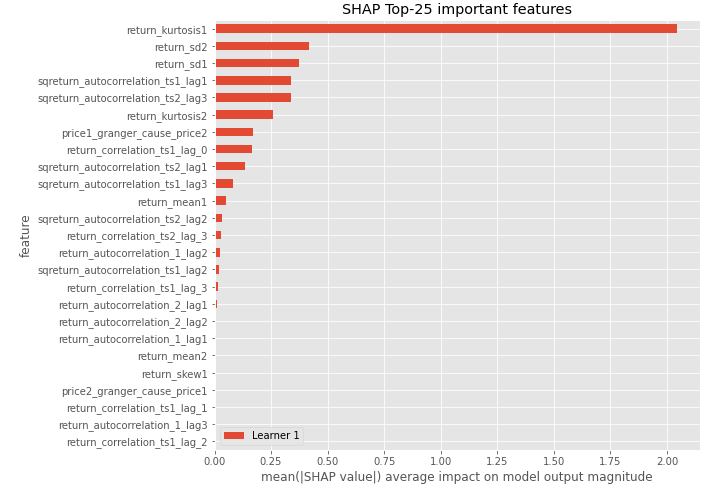 SHAP Top-25 important features
return_kurtosis1
return_sd2
return_sd1
sqreturn_autocorrelation_ts1_lag1
sqreturn_autocorrelation_ts2_lag3
return_kurtosis2
price1_granger_cause_price2
return_correlation_ts1_lag_0
sqreturn_autocorrelation_ts2_lag1
sqreturn_autocorrelation_ts1_lag3
return_mean1
sqreturn_autocorrelation_ts2_lag2
return_correlation_ts2_lag_3
return_autocorrelation_1_lag2
sqreturn_autocorrelation_ts1_lag2
return_correlation_ts1_lag_3
return_autocorrelation_2_lag1
return_autocorrelation_2_lag2
return_autocorrelation_1_lag1
return_mean2
return_skew1
price2_granger_cause_price1
return_correlation_ts1_lag_1
return_autocorrelation_1_lag3
return_correlation_ts1_lag_2
feature
Learner 1
0.00 0.25 0.50 0.75 1.00 1.25 1.50 1.75 2.00
mean(|SHAP value|) average impact on model output magnitude